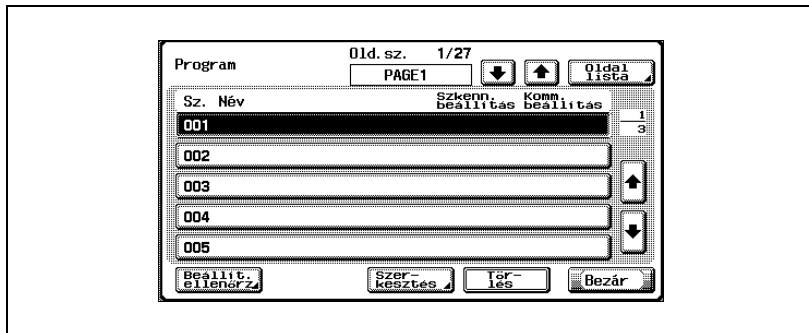 Program
Old.sz. 1/27
PAGE1
Oldal
lista
Sz. Név
Szkenn.
beállítás
Komm.
beállítás
001
1
3
002
003
004
005
Beállít.
ellenőrz.
Szer-
kesztés
Tör-
lés
Bezár